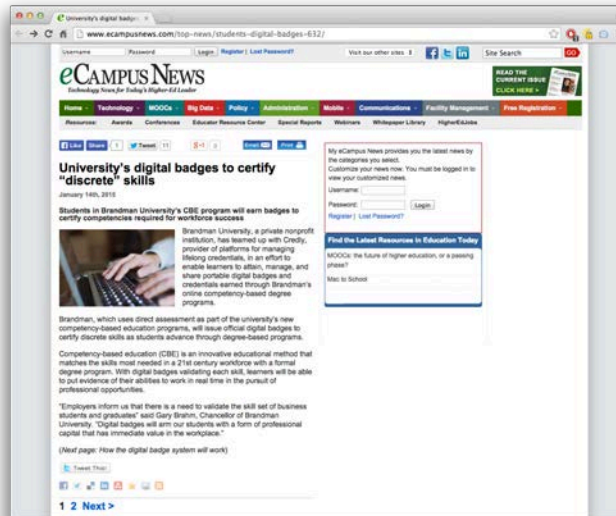 University's digital badges
www.ecampusnews.com/top-news/students-digital-badges-632/
Username Password Login Register | Lost Password? Visit our other sites Site Search GO
eCAMPUS NEWS
Technology News for Today's Higher-Ed Leader
READ THE
CURRENT ISSUE
CLICK HERE
Home Technology MOOCs Big Data Policy Administration Mobile Communications Facility Management Free Registration
Resources: Awards Conferences Educator Resource Center Special Reports Webinars Whitepaper Library HigherEdJobs
Like Share 1 Tweet 11 g+1 Email Print
University's digital badges to certify
“discrete” skills
January 14th, 2015
Students in Brandman University's CBE program will earn badges to
certify competencies required for workforce success
Brandman University, a private nonprofit
institution, has teamed up with Credly,
provider of platforms for managing
lifelong credentials, in an effort to
enable learners to attain, manage, and
share portable digital badges and
credentials earned through Brandman's
online competency-based degree
programs.
Brandman, which uses direct assessment as part of the university's new
competency-based education programs, will issue official digital badges to
certify discrete skills as students advance through degree-based programs.
Competency-based education (CBE) is an innovative educational method that
matches the skills most needed in a 21st century workforce with a formal
degree program. With digital badges validating each skill, learners will be able
to put evidence of their abilities to work in real time in the pursuit of
professional opportunities.
“Employers inform us that there is a need to validate the skill set of business
students and graduates” said Gary Brahm, Chancellor of Brandman
University. “Digital badges will arm our students with a form of professional
capital that has immediate value in the workplace.”
(Next page: How the digital badge system will work)
Tweet This!
1 2 Next >
My eCampus News provides you the latest news by
the categories you select.
Customize your news now. You must be logged in to
view your customized news.
Username:
Password: Login
Register | Lost Password?
Find the Latest Resources in Education Today
MOOCs: the future of higher education, or a passing
phase?
Mac to School